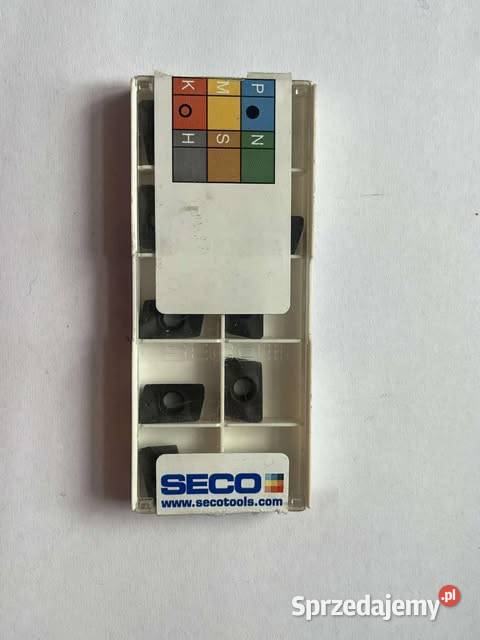 P M K
N S H
SECO
www.secotools.com
Sprzedajemy.pl